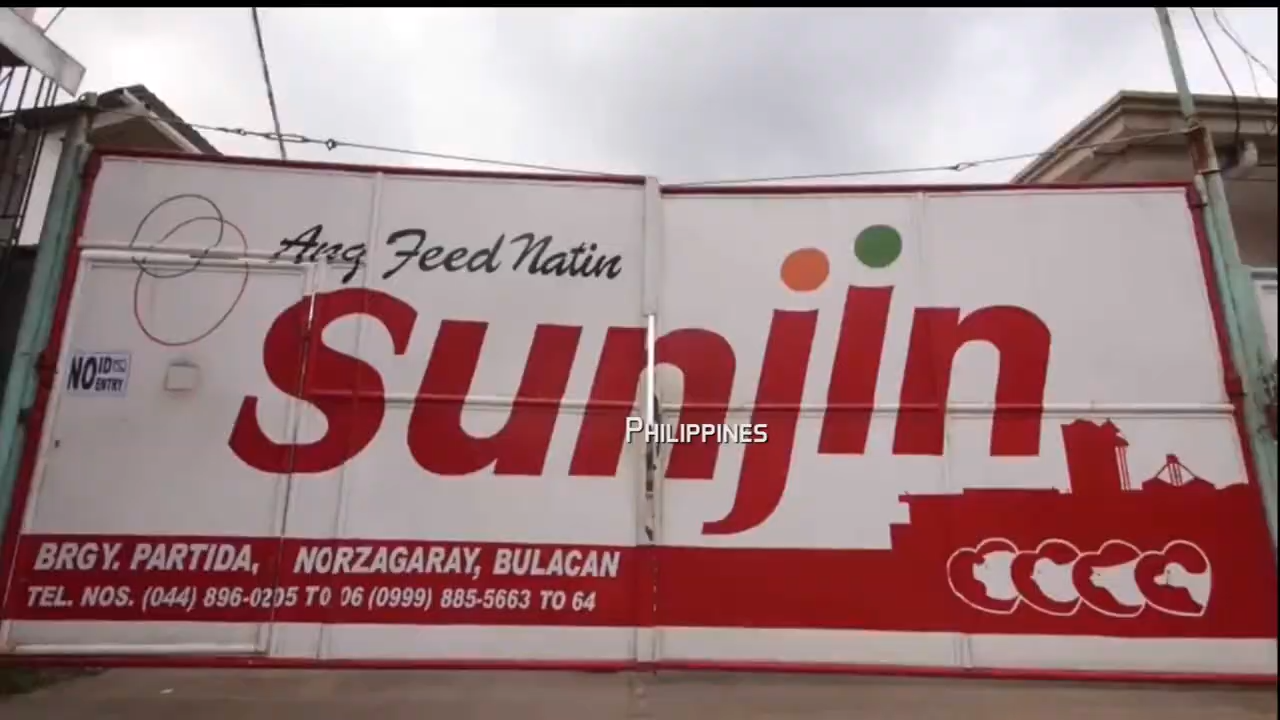 Ang Feed Natin
Sunjin
NO ID
ENTRY
PHILIPPINES
BRGY. PARTIDA, NORZAGARAY, BULACAN
TEL. NOS. (044) 896-0205 TO 06 (0999) 885-5663 TO 64